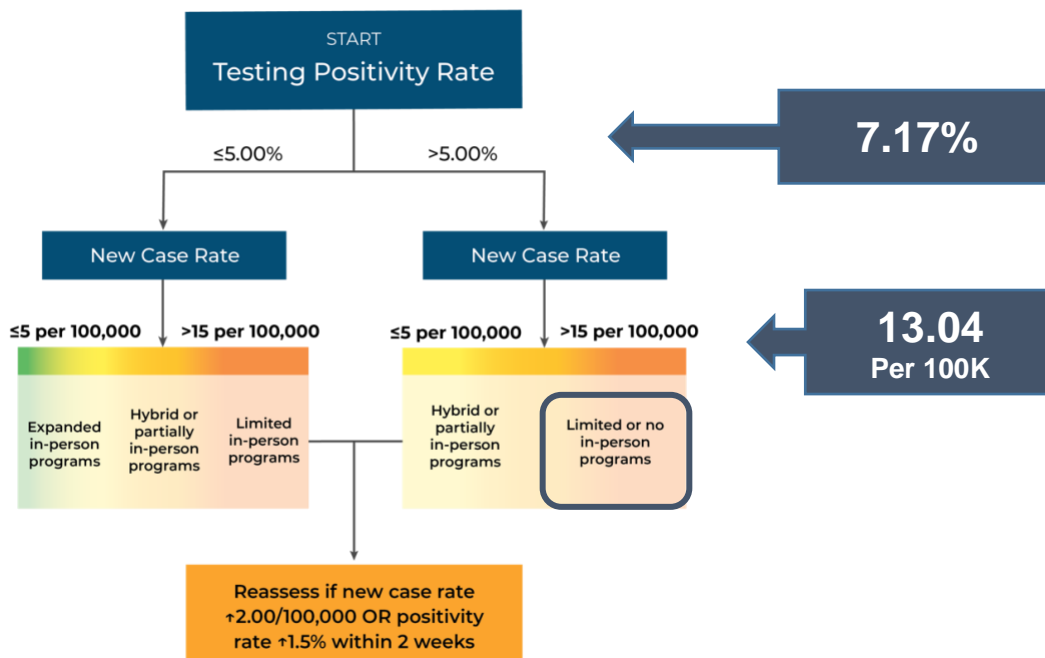 START
Testing Positivity Rate
7.17%
≤5.00%
>5.00%
New Case Rate
New Case Rate
13.04
Per 100K
≤5 per 100,000
>15 per 100,000
≤5 per 100,000
>15 per 100,000
Expanded
in-person
programs
Hybrid or
partially
in-person
programs
Limited
in-person
programs
Hybrid or
partially
in-person
programs
Limited or no
in-person
programs
Reassess if new case rate
↑2.00/100,000 OR positivity
rate ↑1.5% within 2 weeks